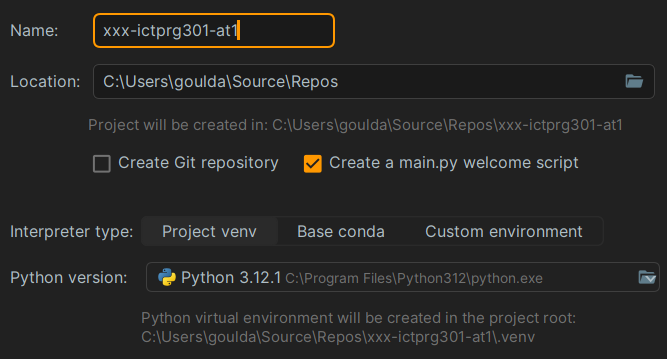 Name: xxx-ictprg301-at1
Location: C:\Users\goulda\Source\Repos
Project will be created in: C:\Users\goulda\Source\Repos\xxx-ictprg301-at1
Create Git repository Create a main.py welcome script
Interpreter type: Project venv Base conda Custom environment
Python version: Python 3.12.1 C:\Program Files\Python312\python.exe
Python virtual environment will be created in the project root:
C:\Users\goulda\Source\Repos\xxx-ictprg301-at1\.venv